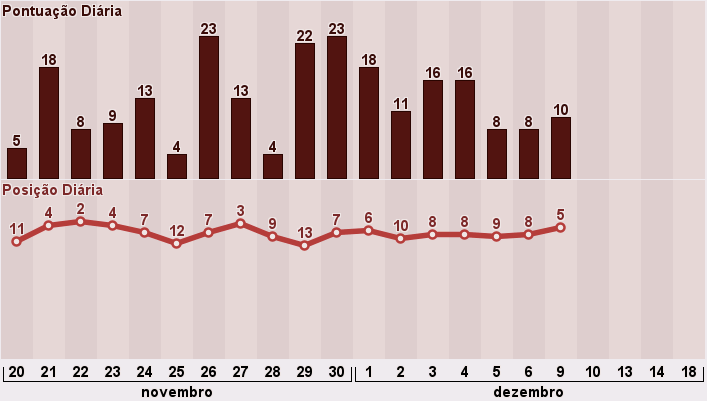 Pontuação Diária
5 18 8 9 13 4 23 13 4 22 23 18 11 16 16 8 8 10
Posição Diária
11 4 2 4 7 12 7 3 9 13 7 6 10 8 8 9 8 5
20 21 22 23 24 25 26 27 28 29 30 1 2 3 4 5 6 9 10 13 14 18
novembro dezembro